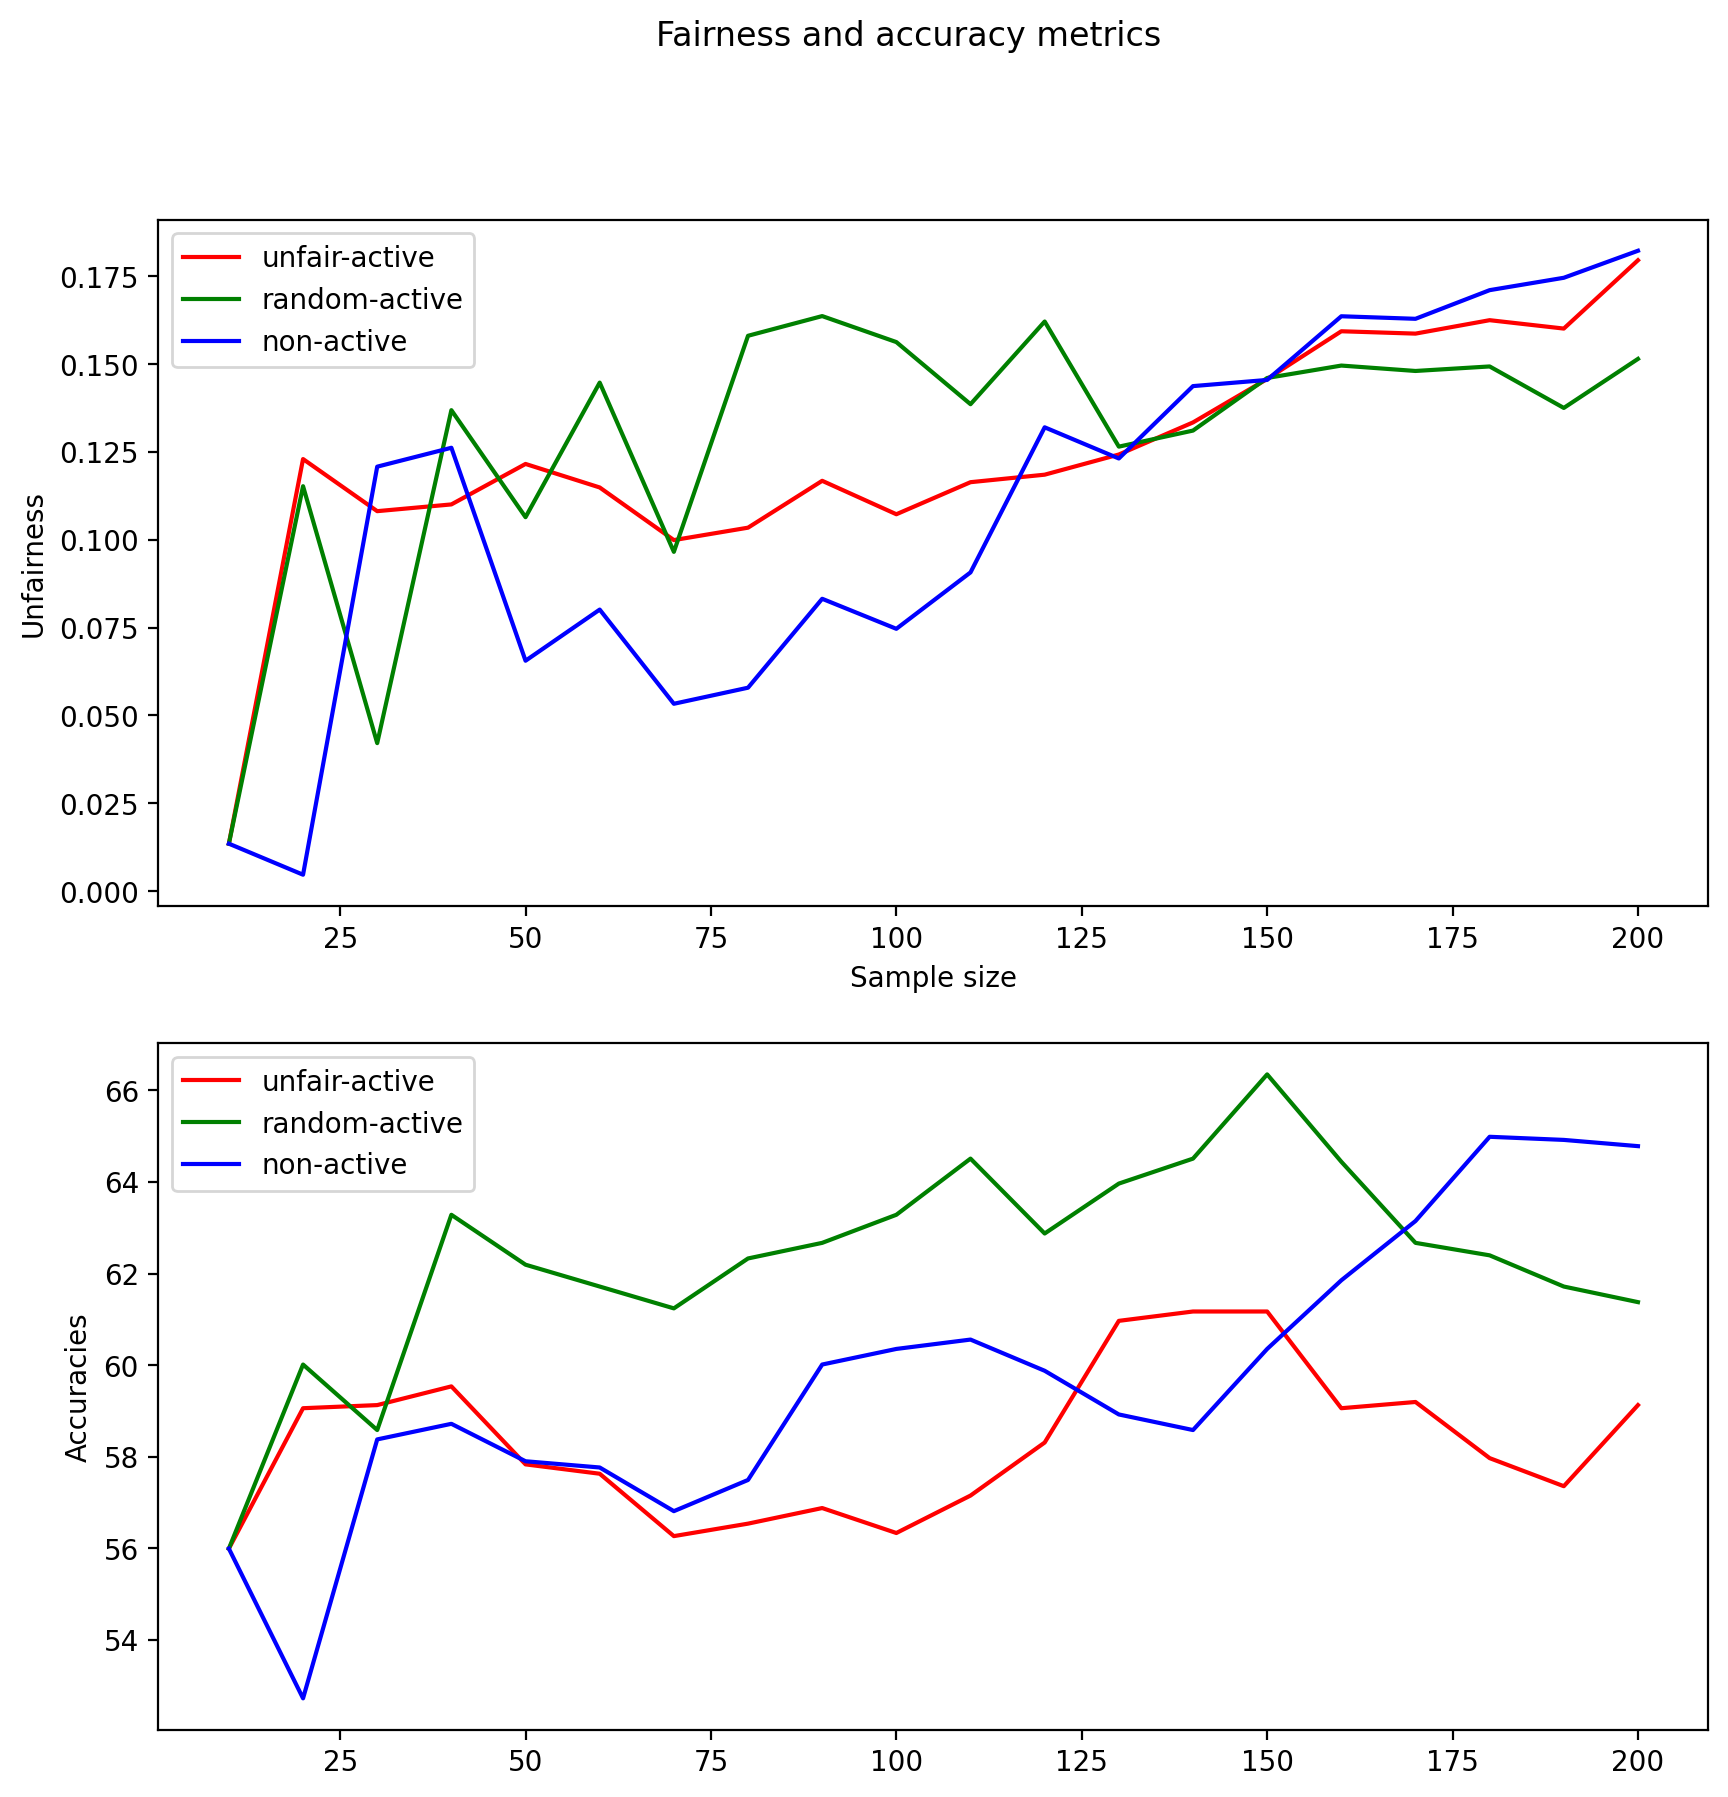 Fairness and accuracy metrics
unfair-active
random-active
non-active
0.175
0.150
0.125
0.100
0.075
0.050
0.025
0.000
Unfairness
25 50 75 100 125 150 175 200
Sample size
unfair-active
random-active
non-active
66
64
62
60
58
56
54
Accuracies
25 50 75 100 125 150 175 200